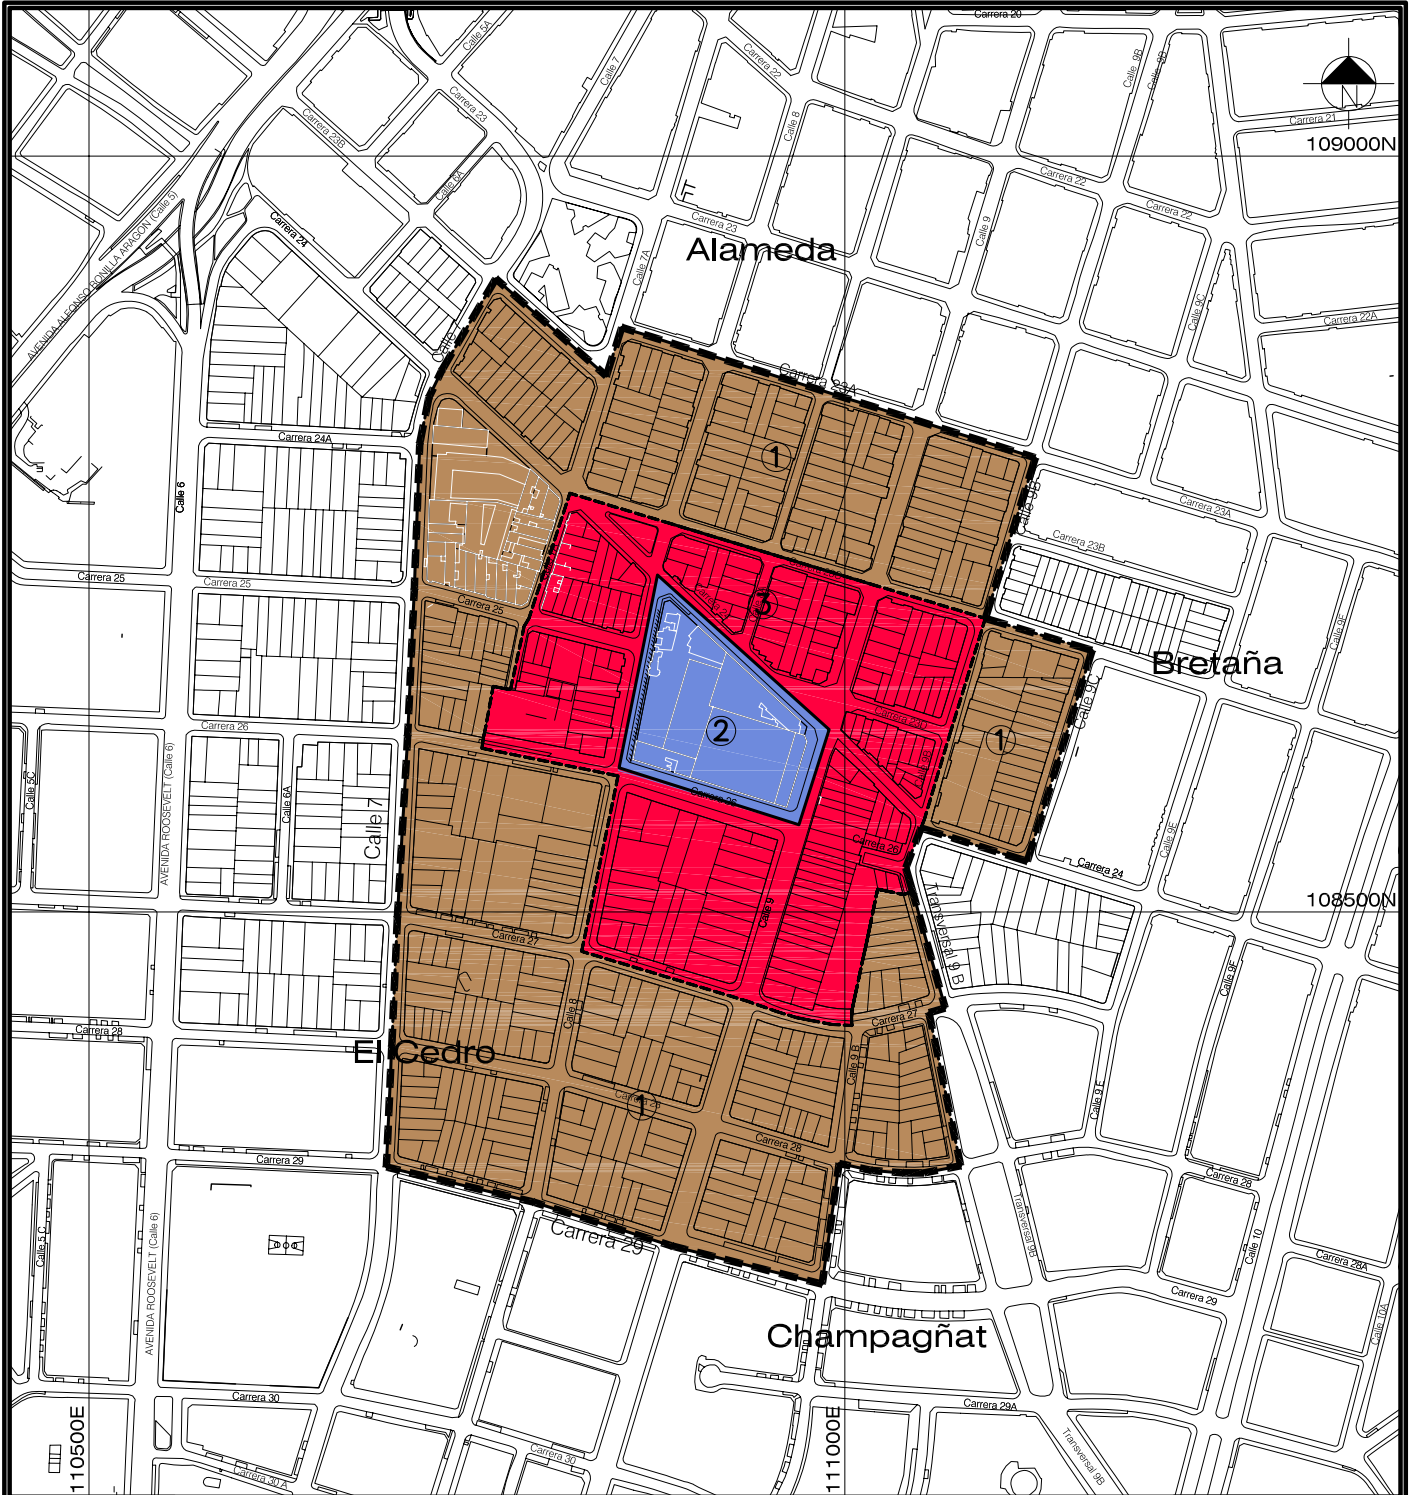 Carrera 20
Calle 5A
Calle 7
Carrera 22
Calle 9B
Calle 9B
Carrera 23
Carrera 23B
Calle 8
Carrera 21
N
109000N
Calle 6A
Carrera 22
Carrera 22
AVENIDA ALFONSO BONILLA ARAGON (Calle 5)
Carrera 24
Carrera 23
Calle 9
Alameda
Calle 7A
Calle 9C
Carrera 22A
Calle
Carrera 23A
Carrera 24A
1
Calle 6
Calle 9B
Carrera 23A
Carrera 23B
Carrera 25
Carrera 25
Carrera 25
3
Calle 9E
Bretaña
Calle 9C
Carrera 26
2
1
Calle 5C
AVENIDA ROOSEVELT (Calle 6)
Calle 6A
Calle 7
Carrera 26
Carrera 26
Calle 9E
Carrera 24
108500N
Calle 9
Transversal 9 B
Carrera 27
Calle 9F
Calle 8
Carrera 27
Carrera 28
El Cedro
Calle 9 B
Calle 9 F
1
Carrera 28
Carrera 29
Carrera 28
Calle 5 C
AVENIDA ROOSEVELT (Calle 6)
Carrera 29
Transversal 9B
Calle 10
Carrera 28A
Carrera 29
Champagñat
Calle 10A
Carrera 30
Carrera 29A
1110500E
1111000E
Carrera 30
Transversal 9B
Carrera 30 A